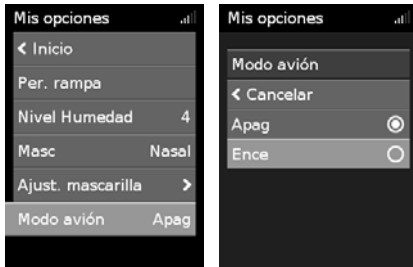 Mis opciones
< Inicio
Per. rampa
Nivel Humedad 4
Masc Nasal
Ajust. mascarilla >
Modo avión Apag
Mis opciones
Modo avión
< Cancelar
Apag
Ence